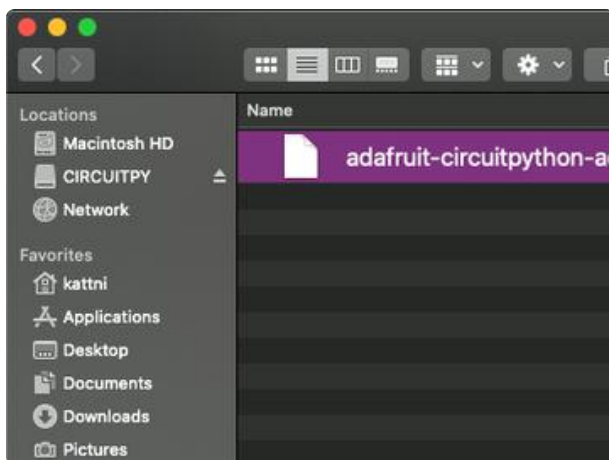 Name
Locations
Macintosh HD
CIRCUITPY
Network
Favorites
kattni
Applications
Desktop
Documents
Downloads
Pictures
adafruit-circuitpython-a